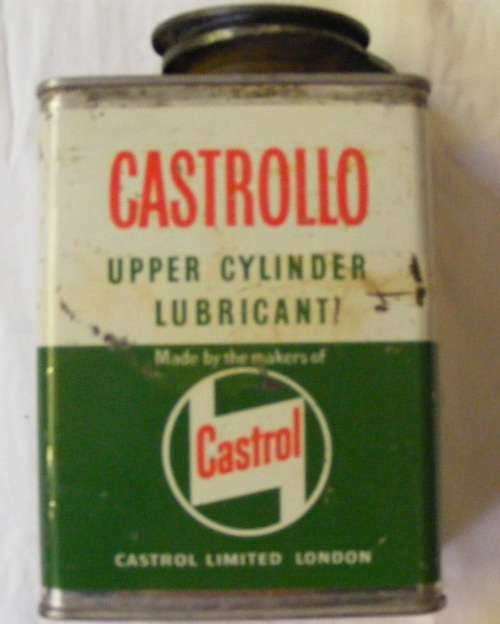 CASTROLLO
UPPER CYLINDER
LUBRICANT
Made by the makers of
Castrol
CASTROL LIMITED LONDON